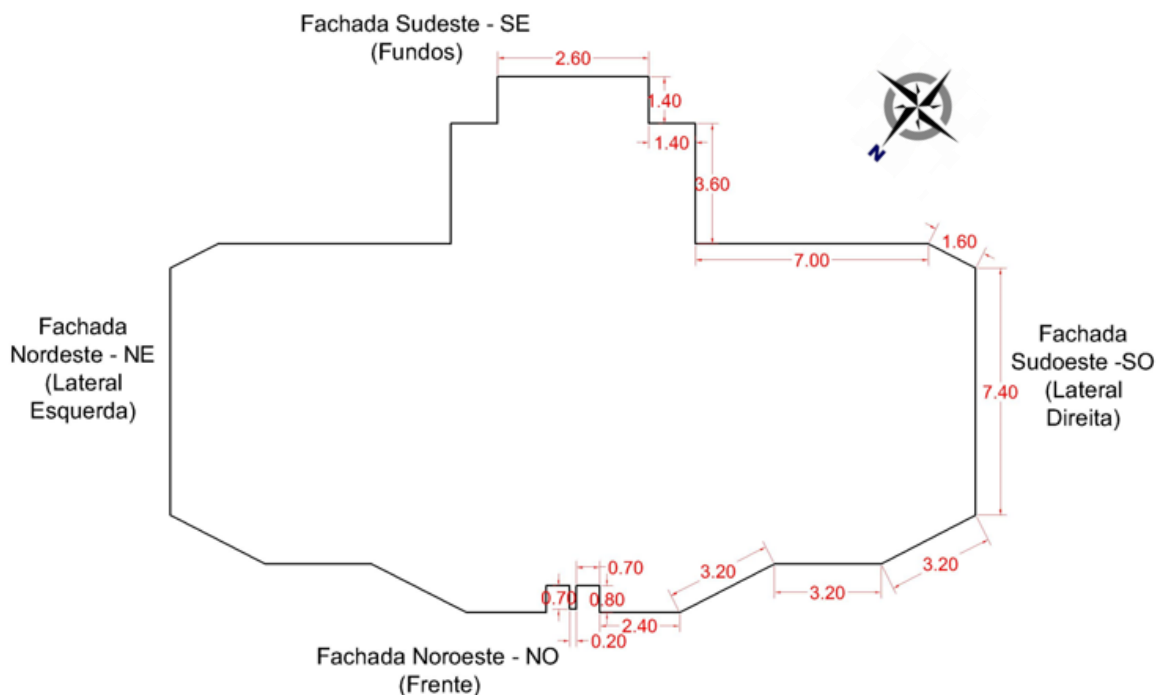 Fachada Sudeste - SE
(Fundos)
2.60
1.40
1.40
3.60
N
1.60
7.00
Fachada
Nordeste - NE
(Lateral
Esquerda)
Fachada
Sudoeste -SO
(Lateral
Direita)
7.40
0.70
3.20
3.20
0.70
0.80
3.20
2.40
0.20
Fachada Noroeste - NO
(Frente)